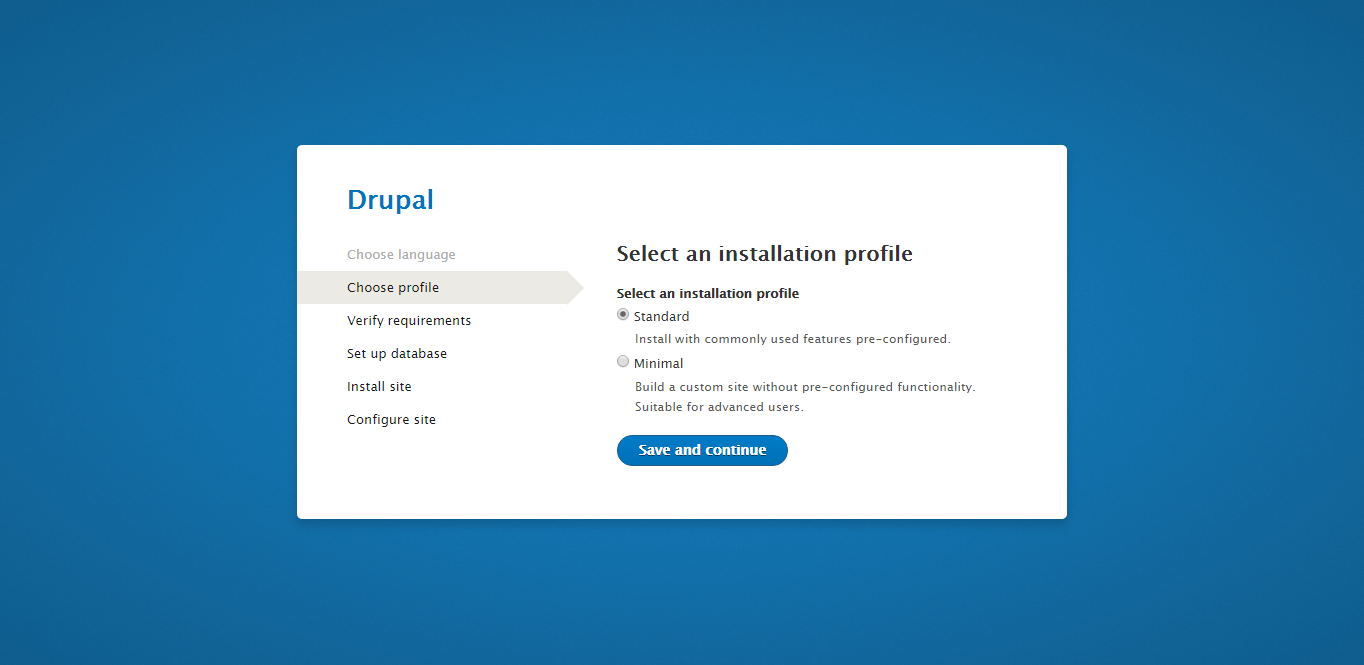 Drupal
Choose language
Choose profile
Verify requirements
Set up database
Install site
Configure site
Select an installation profile
Select an installation profile
Standard
Install with commonly used features pre-configured.
Minimal
Build a custom site without pre-configured functionality.
Suitable for advanced users.
Save and continue